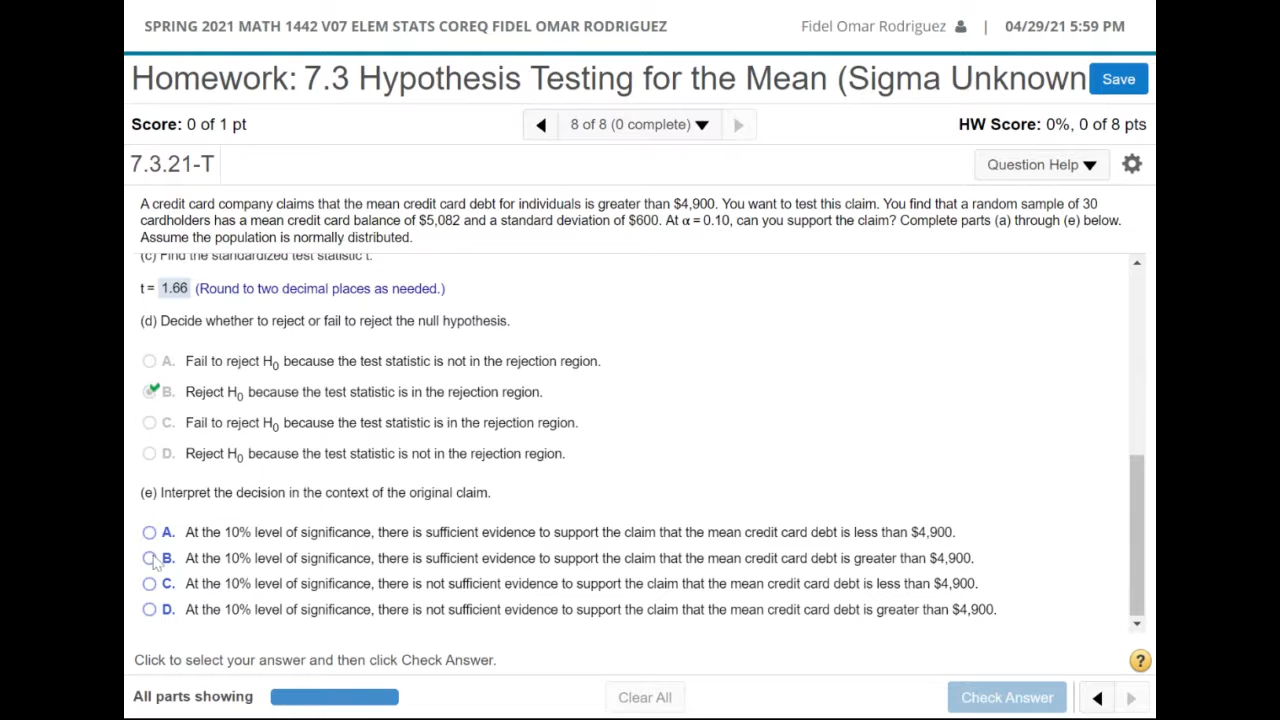 SPRING 2021 MATH 1442 V07 ELEM STATS COREQ FIDEL OMAR RODRIGUEZ
Fidel Omar Rodriguez | 04/29/21 5:59 PM
Homework: 7.3 Hypothesis Testing for the Mean (Sigma Unknown
Save
Score: 0 of 1 pt
8 of 8 (0 complete)
HW Score: 0%, 0 of 8 pts
7.3.21-T
Question Help
A credit card company claims that the mean credit card debt for individuals is greater than $4,900. You want to test this claim. You find that a random sample of 30
cardholders has a mean credit card balance of $5,082 and a standard deviation of $600. At α = 0.10, can you support the claim? Complete parts (a) through (e) below.
Assume the population is normally distributed.
(c) Find the standardized test statistic t.
t = 1.66 (Round to two decimal places as needed.)
(d) Decide whether to reject or fail to reject the null hypothesis.
A. Fail to reject H0 because the test statistic is not in the rejection region.
B. Reject H0 because the test statistic is in the rejection region.
C. Fail to reject H0 because the test statistic is in the rejection region.
D. Reject H0 because the test statistic is not in the rejection region.
(e) Interpret the decision in the context of the original claim.
A. At the 10% level of significance, there is sufficient evidence to support the claim that the mean credit card debt is less than $4,900.
B. At the 10% level of significance, there is sufficient evidence to support the claim that the mean credit card debt is greater than $4,900.
C. At the 10% level of significance, there is not sufficient evidence to support the claim that the mean credit card debt is less than $4,900.
D. At the 10% level of significance, there is not sufficient evidence to support the claim that the mean credit card debt is greater than $4,900.
Click to select your answer and then click Check Answer.
?
All parts showing
Clear All
Check Answer